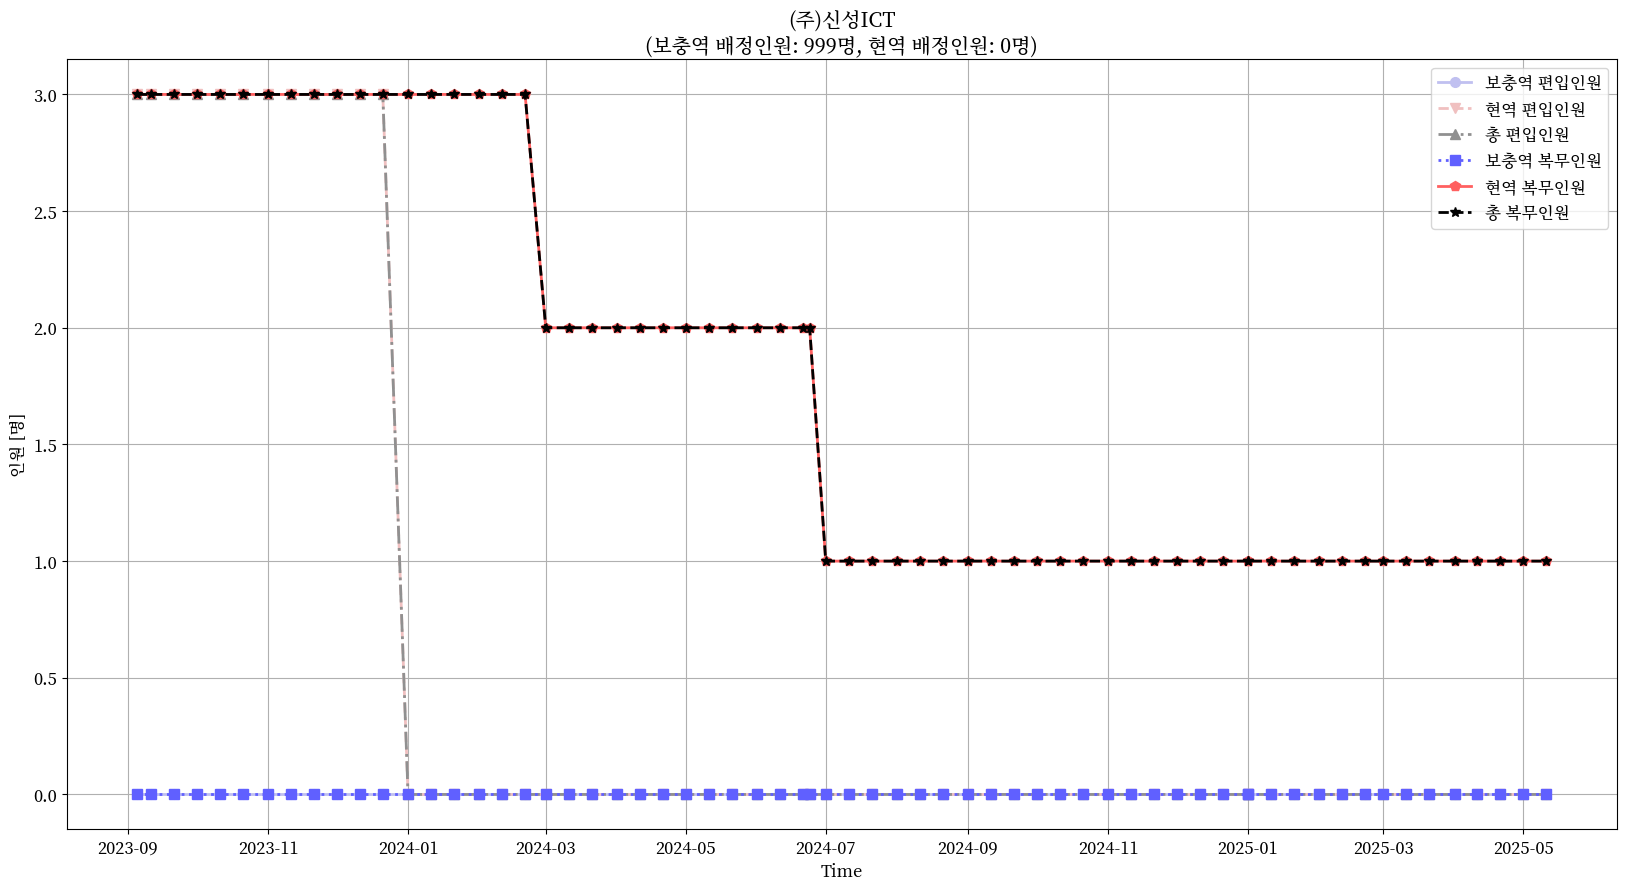 (주)신성ICT
(보충역 배정인원: 999명, 현역 배정인원: 0명)
보충역 편입인원
현역 편입인원
총 편입인원
보충역 복무인원
현역 복무인원
총 복무인원
3.0
2.5
2.0
1.5
1.0
0.5
0.0
인원 [명]
2023-09 2023-11 2024-01 2024-03 2024-05 2024-07 2024-09 2024-11 2025-01 2025-03 2025-05
Time